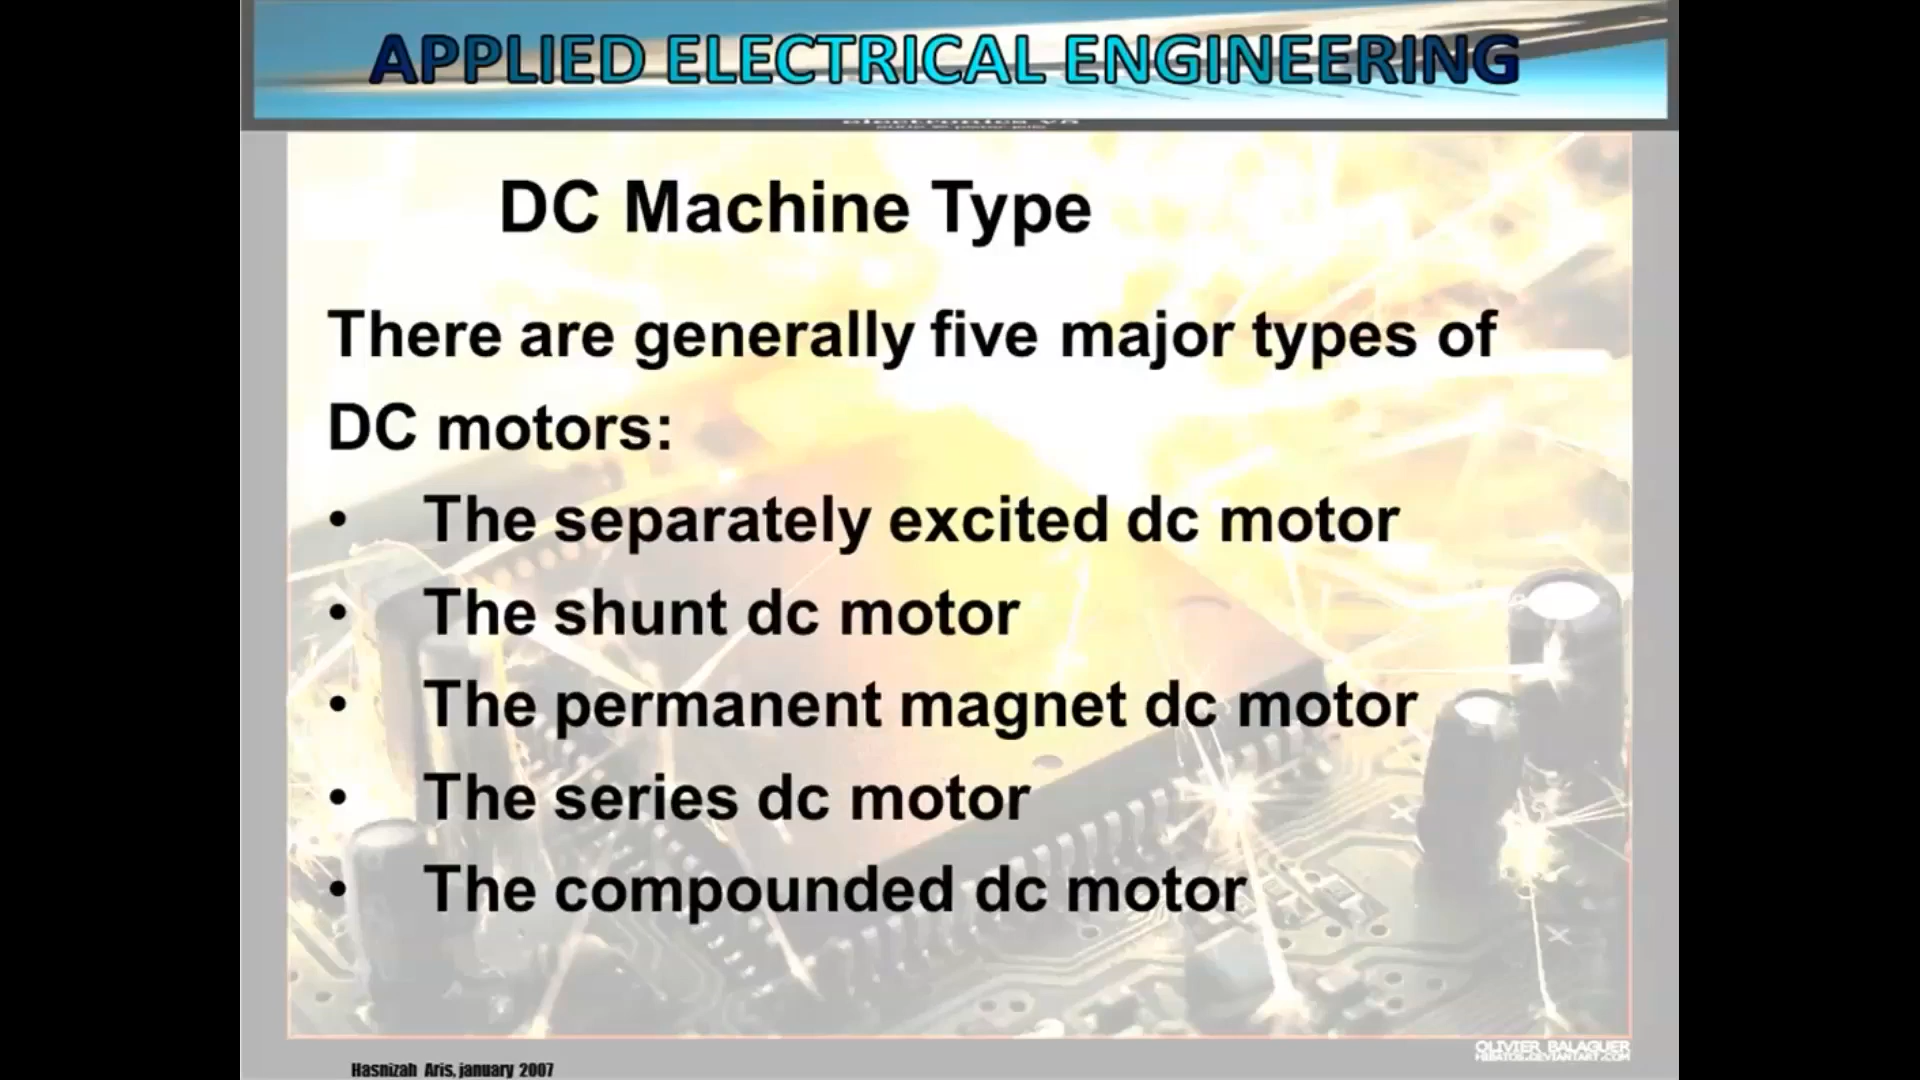 APPLIED ELECTRICAL ENGINEERING
DC Machine Type
There are generally five major types of
DC motors:
• The separately excited dc motor
• The shunt dc motor
• The permanent magnet dc motor
• The series dc motor
• The compounded dc motor
OLIVIER BALAGUER
Hasnizah Aris, january 2007